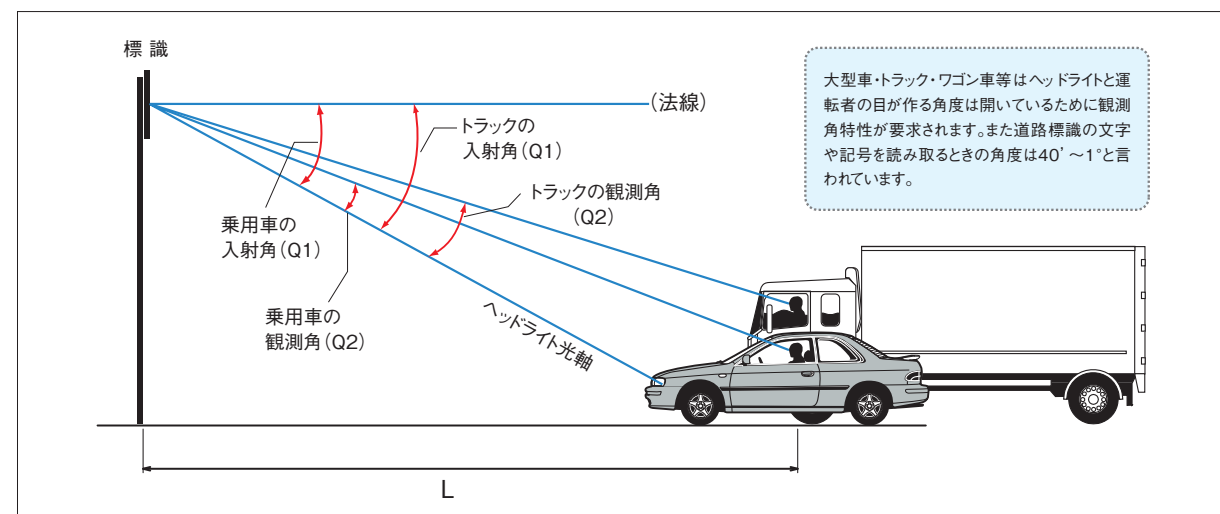 標 識
(法線)
トラックの
入射角(Q1)
トラックの観測角
(Q2)
乗用車の
入射角(Q1)
乗用車の
観測角(Q2)
ヘッドライト光軸
L
大型車・トラック・ワゴン車等はヘッドライトと運
転者の目が作る角度は開いているために観測
角特性が要求されます。また道路標識の文字
や記号を読み取るときの角度は40’～1°と言
われています。